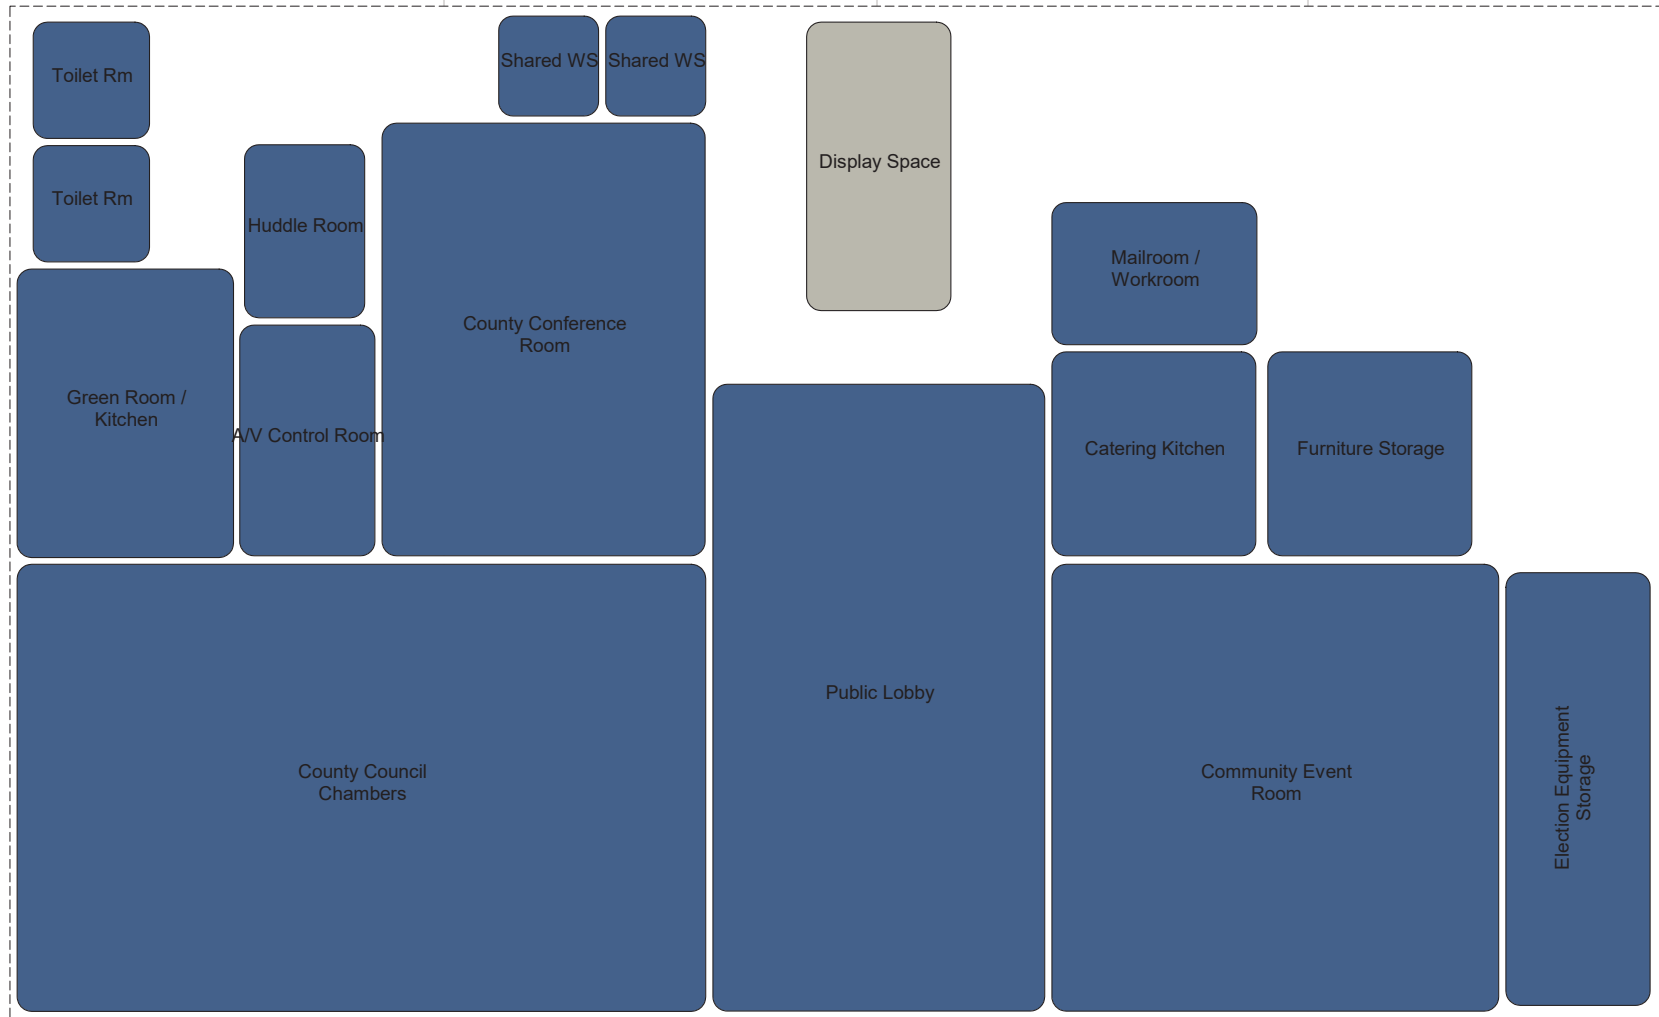 Shared WS
Shared WS
Toilet Rm
Display Space
Toilet Rm
Huddle Room
Mailroom /
Workroom
County Conference
Room
Green Room /
Kitchen
A/V Control Room
Catering Kitchen
Furniture Storage
Public Lobby
County Council
Chambers
Community Event
Room
Election Equipment
Storage